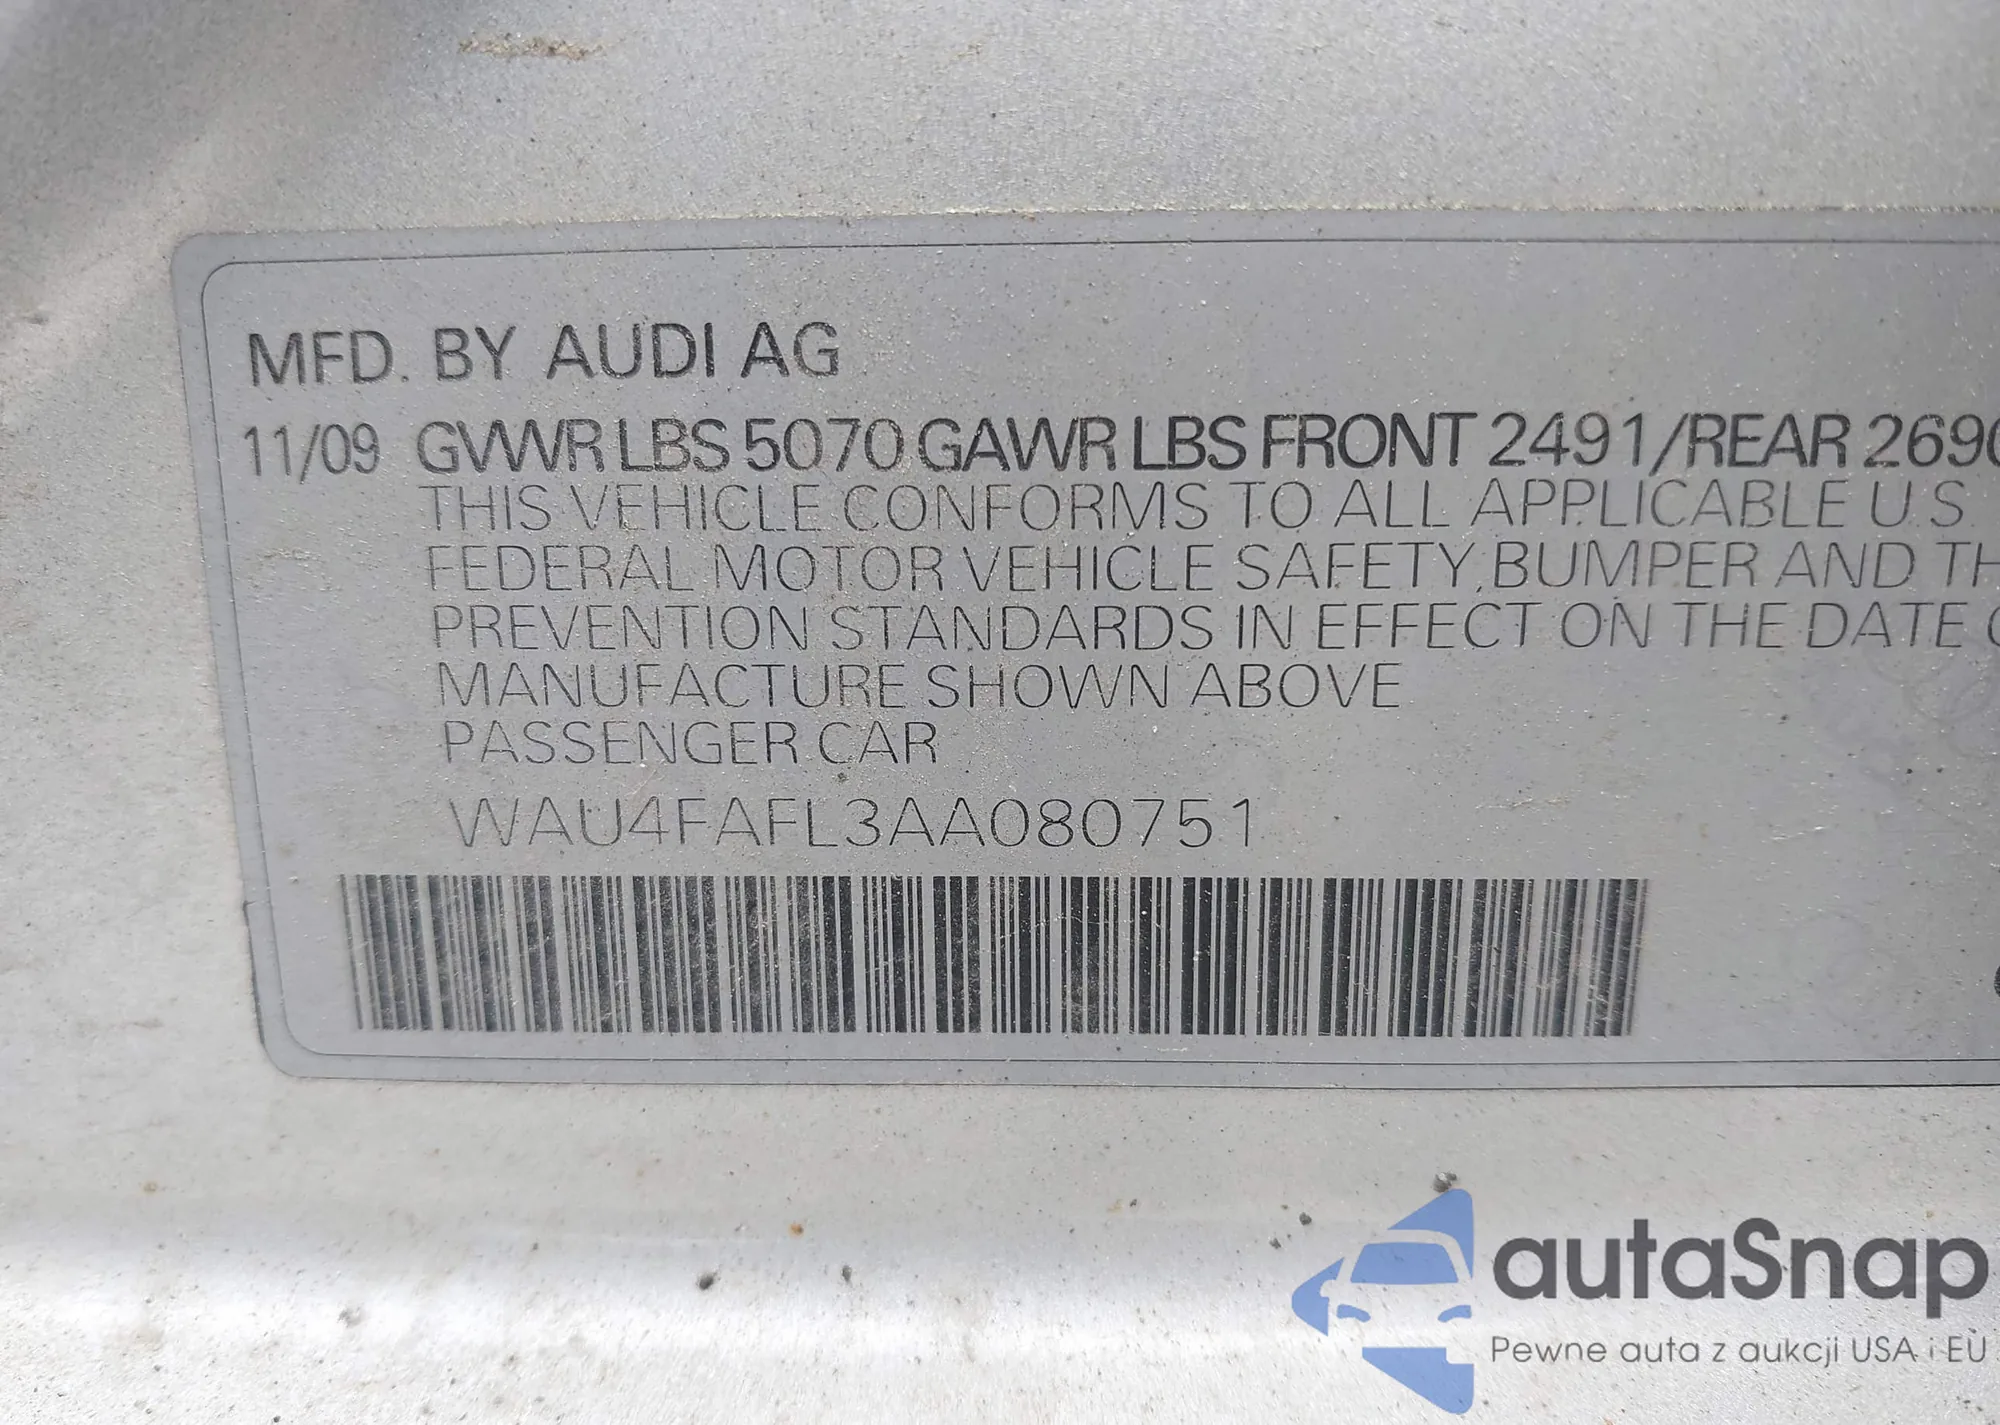 MFD. BY AUDI AG
11/09 GVWR LBS 5070 GAWR LBS FRONT 2491/REAR 2690
THIS VEHICLE CONFORMS TO ALL APPLICABLE U.S.
FEDERAL MOTOR VEHICLE SAFETY, BUMPER AND TH
PREVENTION STANDARDS IN EFFECT ON THE DATE O
MANUFACTURE SHOWN ABOVE
PASSENGER CAR
WAU4FAFL3AA080751
autaSnap
Pewne auta z aukcji USA i EU